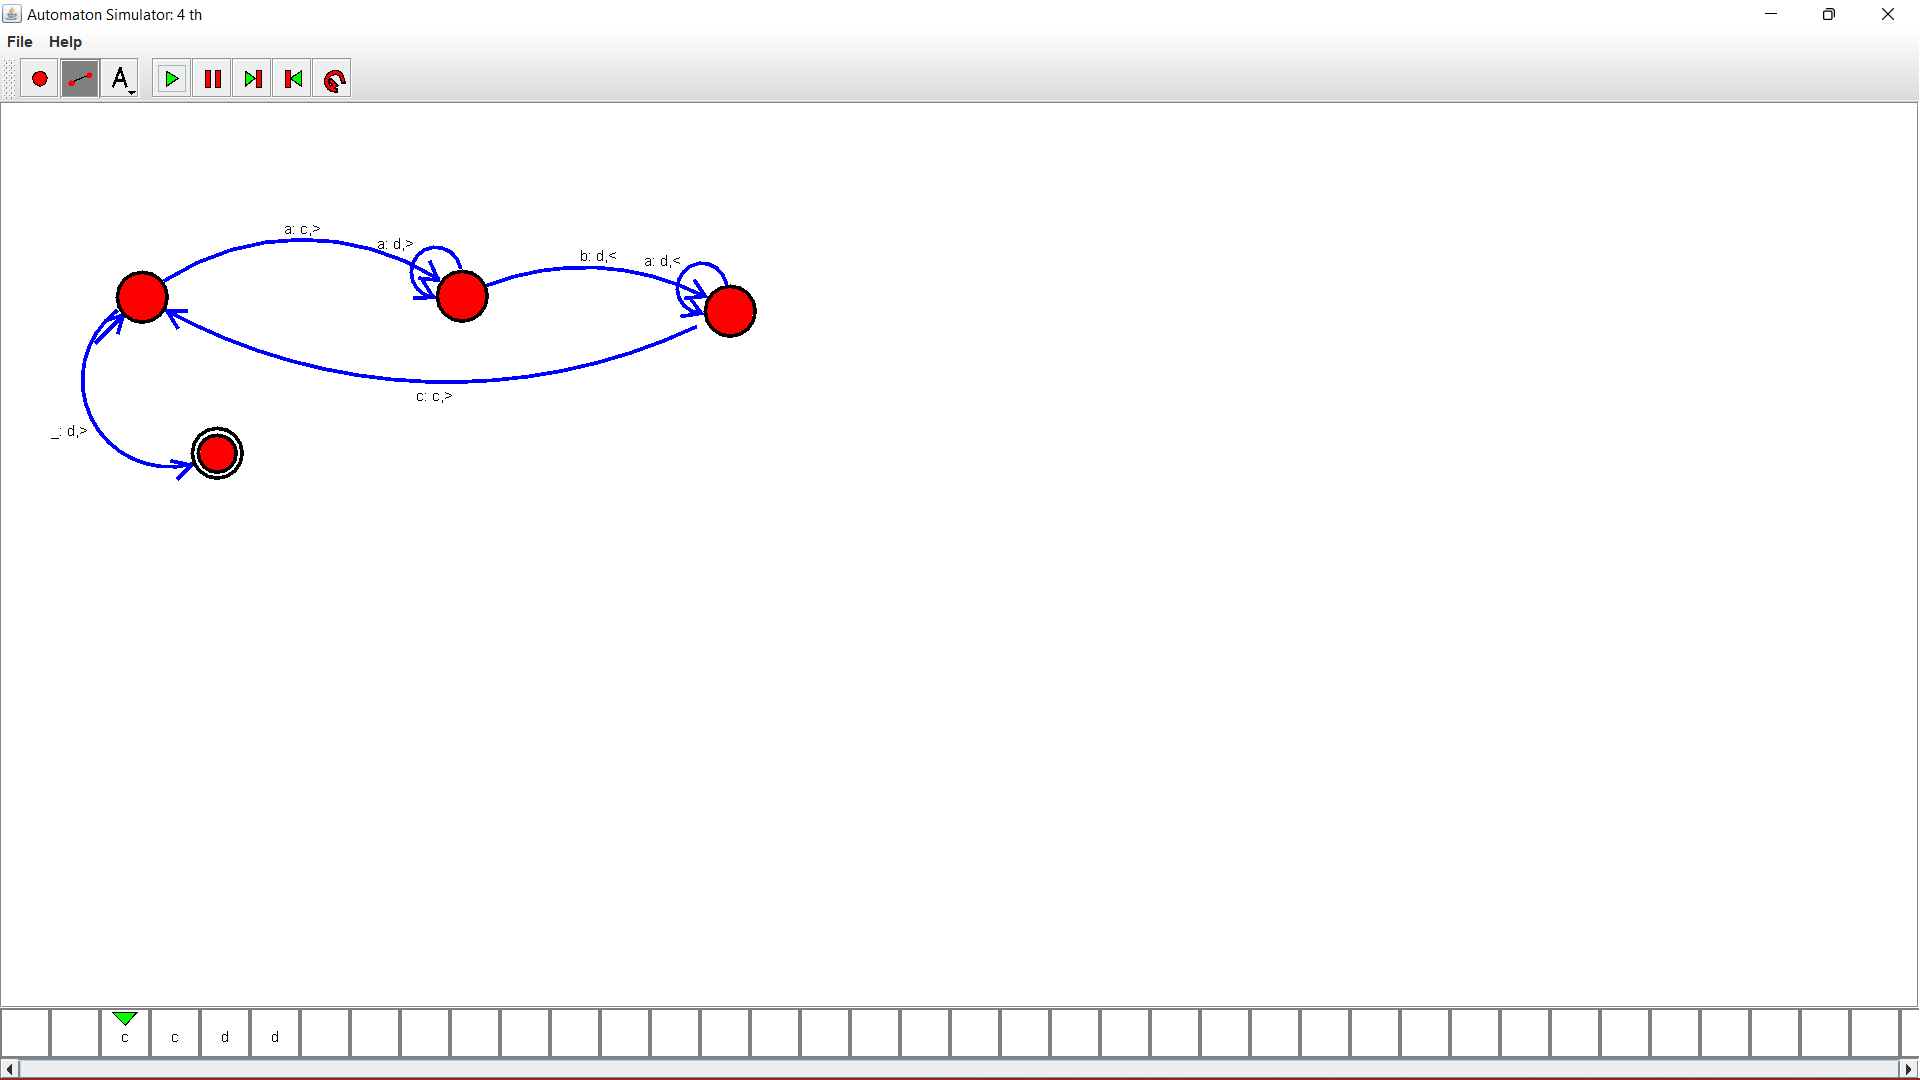 Automaton Simulator: 4 th
File Help
A
a: c,>
a: d,>
b: d,<
a: d,<
c: c,>
_: d,>
c c d d